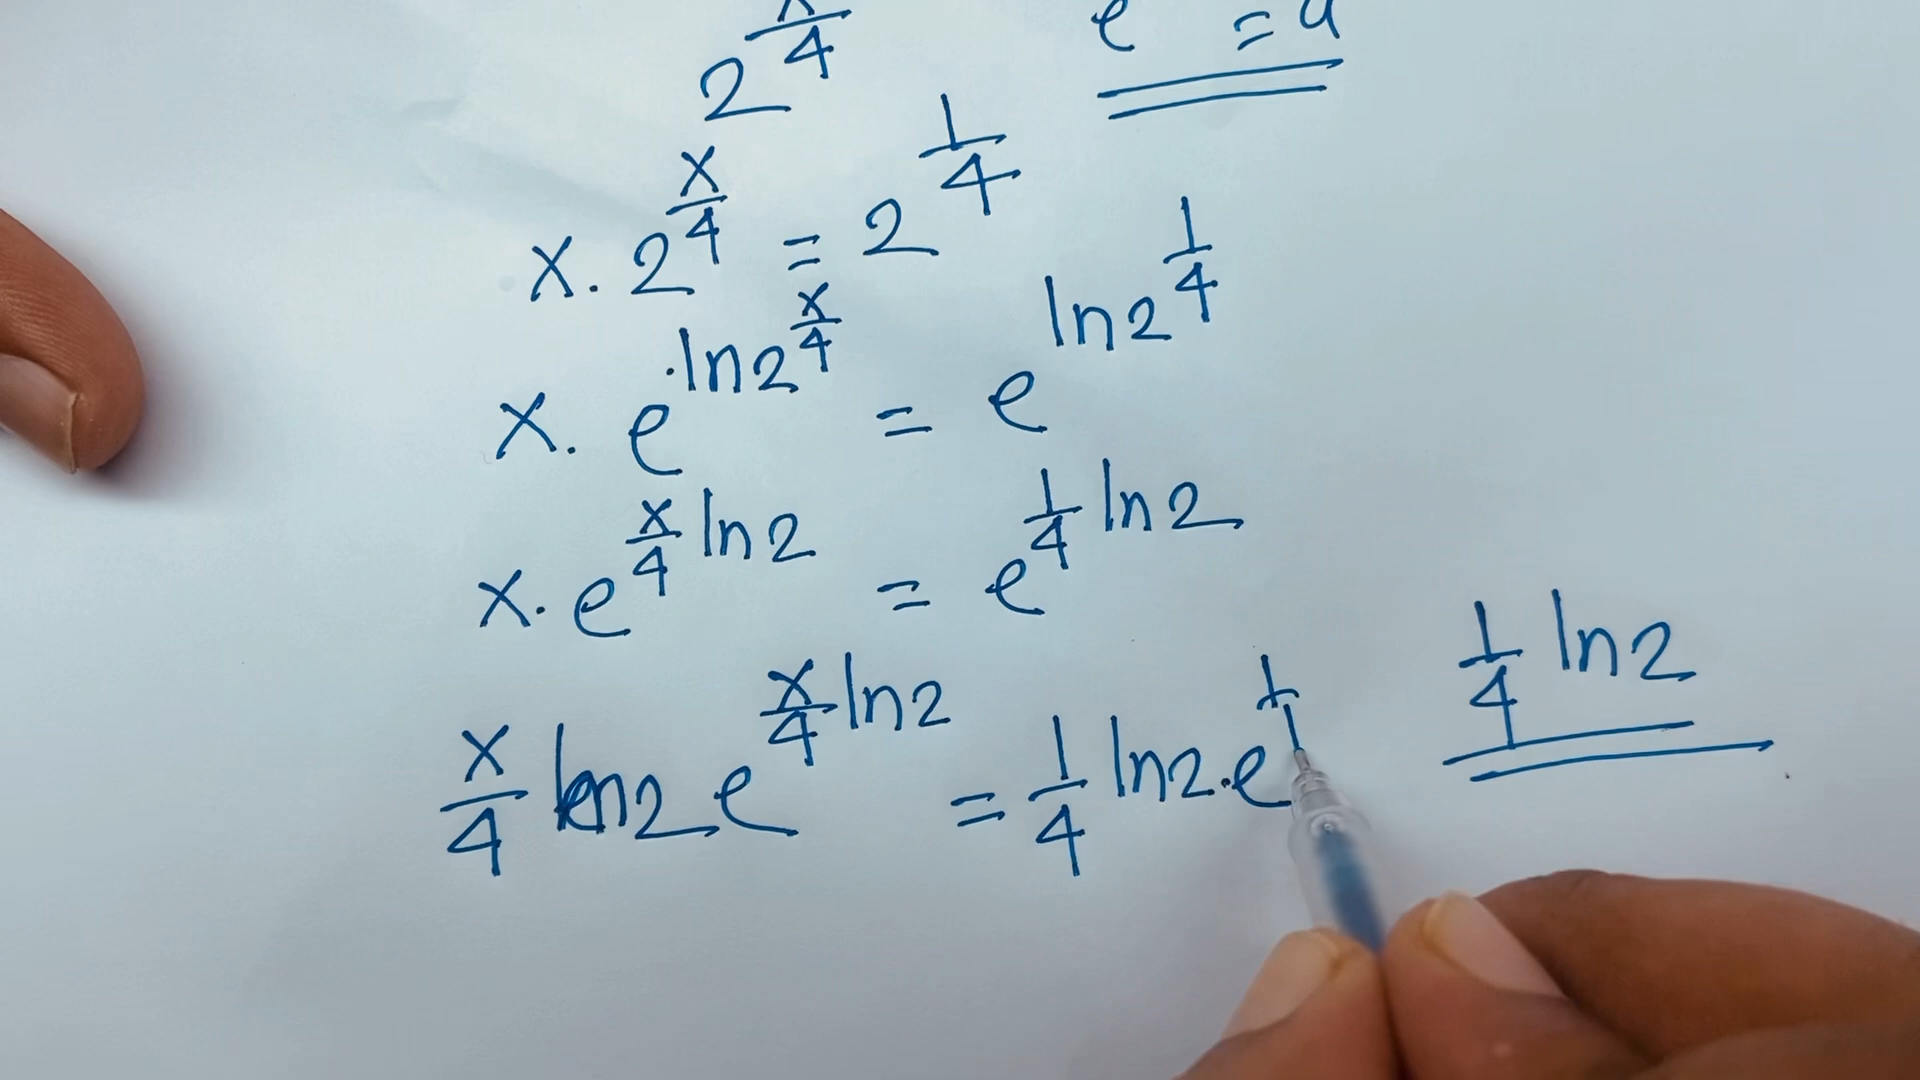 2^(x/4)
e = a
x. 2^(x/4) = 2^(1/4)
x. e^(.ln2^(x/4)) = e^(ln2^(1/4))
x. e^(x/4 ln2) = e^(1/4 ln2)
1/4 ln2
x/4 ln2 e^(x/4 ln2) = 1/4 ln2.e^1